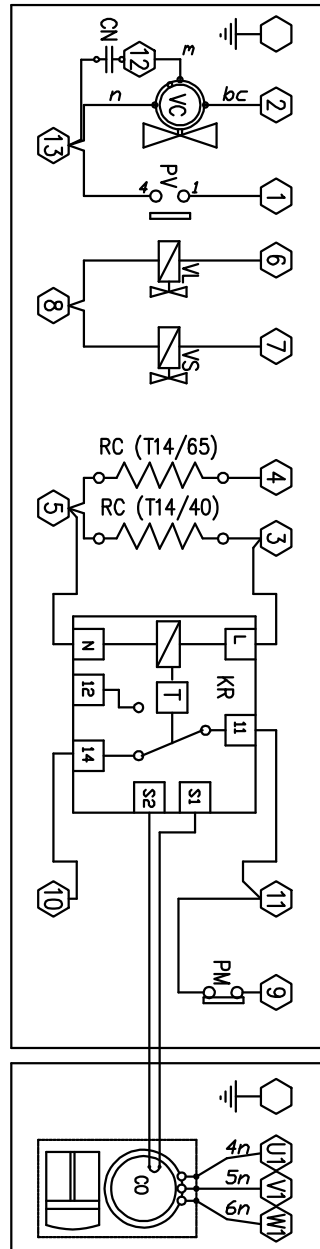 CN
12
m
n
VC
bc
2
13
PV
4
1
1
VL
6
8
VS
7
RC (T14/65)
4
5
RC (T14/40)
3
N
L
12
T
KR
14
11
S2
S1
10
11
PM
9
4n
U1
5n
V1
6n
W1
CO